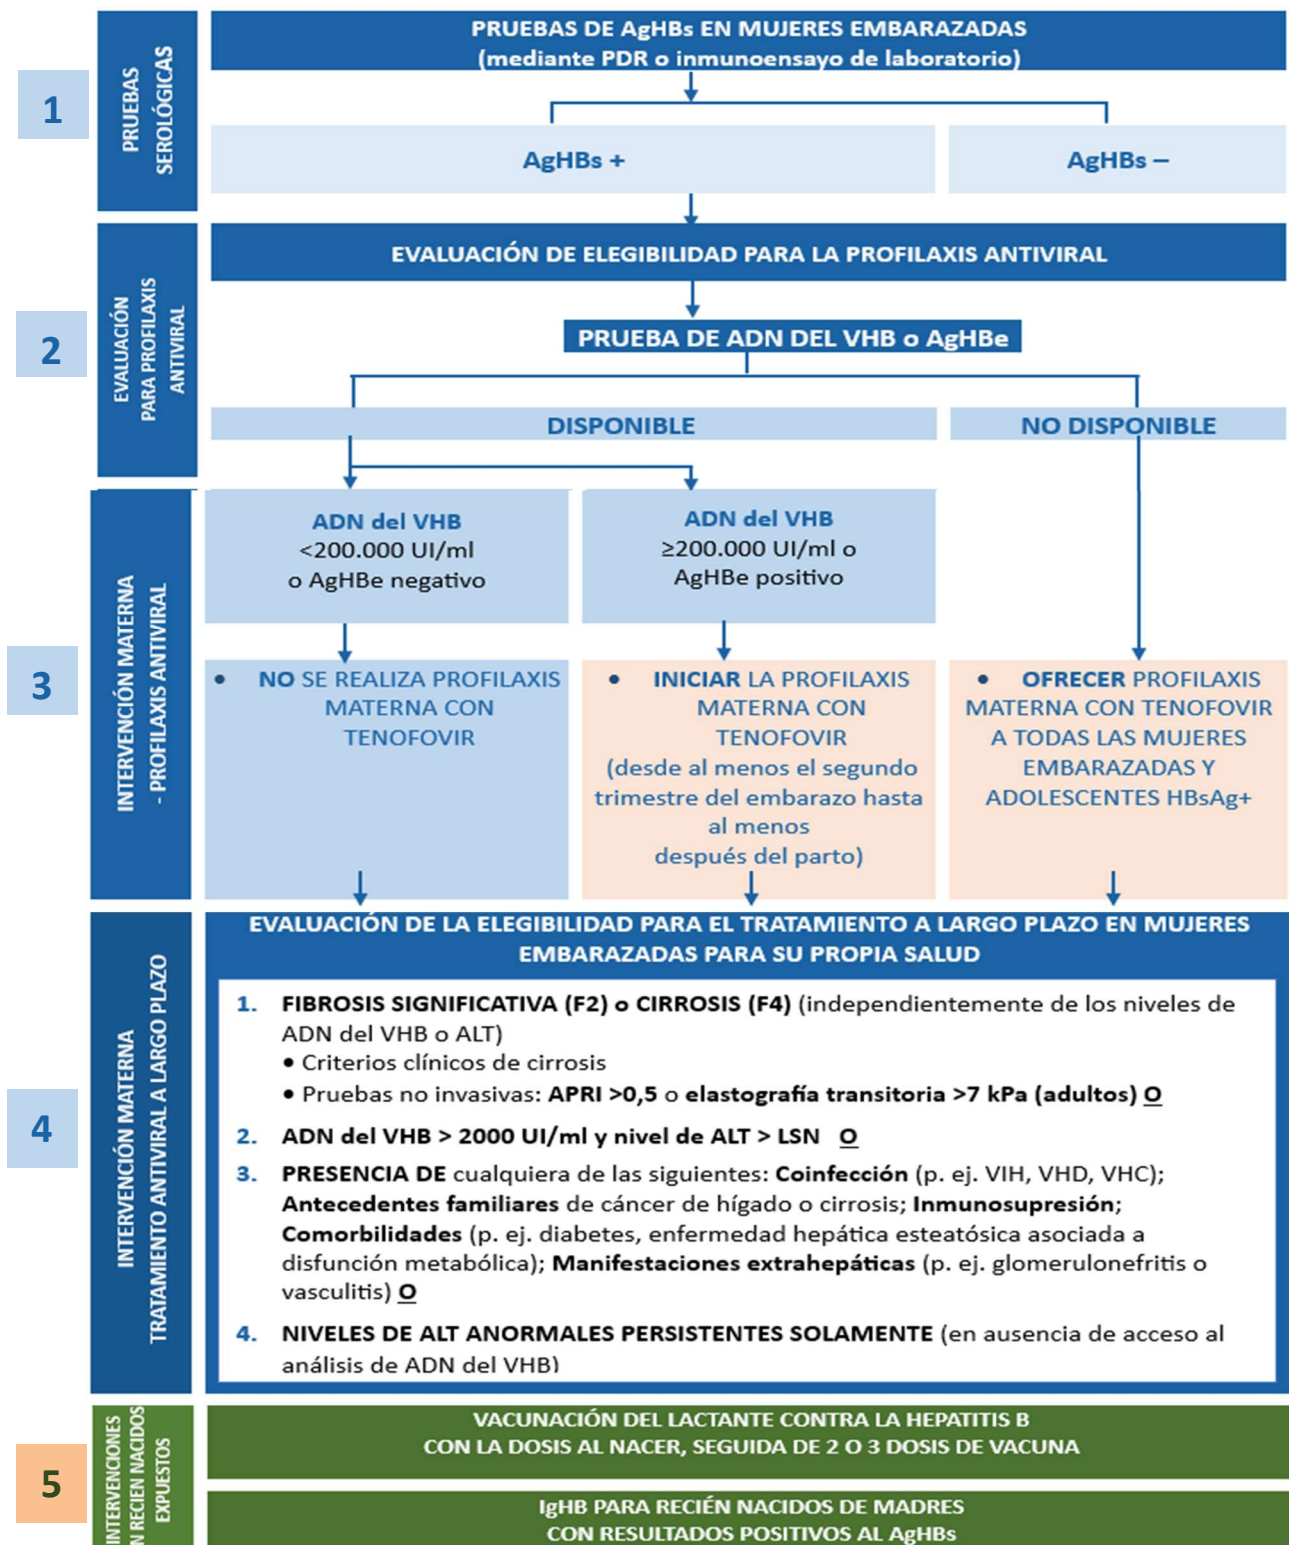 PRUEBAS DE AgHBs EN MUJERES EMBARAZADAS
(mediante PDR o inmunoensayo de laboratorio)
1
PRUEBAS
SEROLÓGICAS
AgHBs +
AgHBs –
EVALUACIÓN DE ELEGIBILIDAD PARA LA PROFILAXIS ANTIVIRAL
2
EVALUACIÓN
PARA PROFILAXIS
ANTIVIRAL
PRUEBA DE ADN DEL VHB o AgHBe
DISPONIBLE
NO DISPONIBLE
3
INTERVENCIÓN MATERNA
- PROFILAXIS ANTIVIRAL
ADN del VHB
<200.000 UI/ml
o AgHBe negativo
ADN del VHB
≥200.000 UI/ml o
AgHBe positivo
• NO SE REALIZA PROFILAXIS
MATERNA CON
TENOFOVIR
• INICIAR LA PROFILAXIS
MATERNA CON
TENOFOVIR
(desde al menos el segundo
trimestre del embarazo hasta
al menos
después del parto)
• OFRECER PROFILAXIS
MATERNA CON TENOFOVIR
A TODAS LAS MUJERES
EMBARAZADAS Y
ADOLESCENTES HBsAg+
4
INTERVENCIÓN MATERNA
TRATAMIENTO ANTIVIRAL A LARGO PLAZO
EVALUACIÓN DE LA ELEGIBILIDAD PARA EL TRATAMIENTO A LARGO PLAZO EN MUJERES
EMBARAZADAS PARA SU PROPIA SALUD
1. FIBROSIS SIGNIFICATIVA (F2) o CIRROSIS (F4) (independientemente de los niveles de
ADN del VHB o ALT)
• Criterios clínicos de cirrosis
• Pruebas no invasivas: APRI >0,5 o elastografía transitoria >7 kPa (adultos) O
2. ADN del VHB > 2000 UI/ml y nivel de ALT > LSN O
3. PRESENCIA DE cualquiera de las siguientes: Coinfección (p. ej. VIH, VHD, VHC);
Antecedentes familiares de cáncer de hígado o cirrosis; Inmunosupresión;
Comorbilidades (p. ej. diabetes, enfermedad hepática esteatósica asociada a
disfunción metabólica); Manifestaciones extrahepáticas (p. ej. glomerulonefritis o
vasculitis) O
4. NIVELES DE ALT ANORMALES PERSISTENTES SOLAMENTE (en ausencia de acceso al
análisis de ADN del VHB)
5
INTERVENCIONES
N RECIEN NACIDOS
EXPUESTOS
VACUNACIÓN DEL LACTANTE CONTRA LA HEPATITIS B
CON LA DOSIS AL NACER, SEGUIDA DE 2 O 3 DOSIS DE VACUNA
IgHB PARA RECIÉN NACIDOS DE MADRES
CON RESULTADOS POSITIVOS AL AgHBs